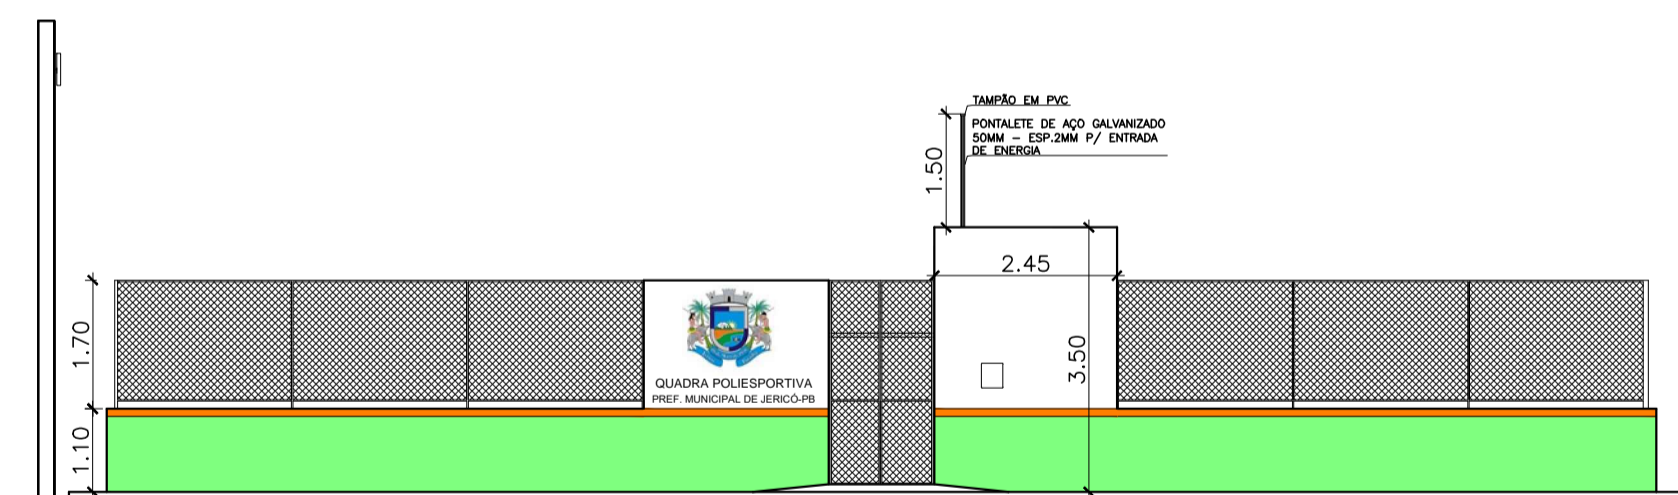 TAMPÃO EM PVC
PONTALETE DE AÇO GALVANIZADO
50MM – ESP.2MM P/ ENTRADA
DE ENERGIA
1.50
2.45
1.70
3.50
QUADRA POLIESPORTIVA
PREF. MUNICIPAL DE JERICÓ-PB
1.10